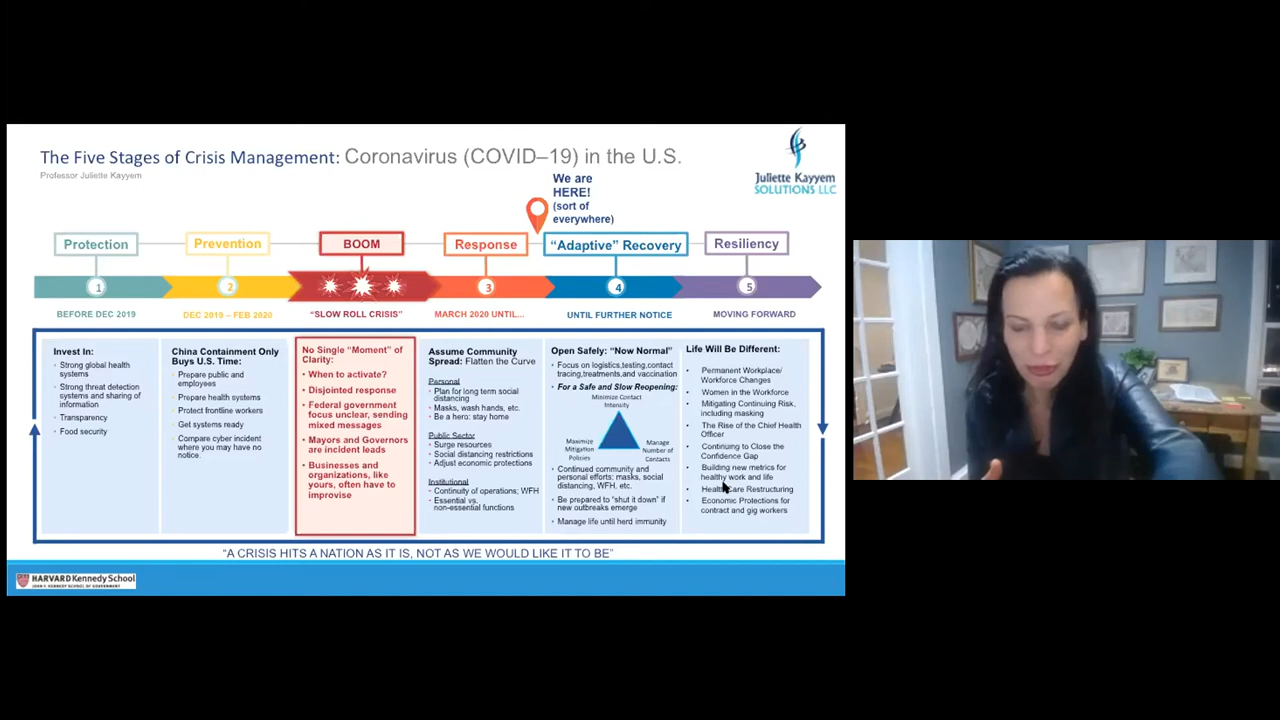 The Five Stages of Crisis Management: Coronavirus (COVID–19) in the U.S.
Professor Juliette Kayyem
Juliette Kayyem
SOLUTIONS LLC
We are
HERE!
(sort of
everywhere)
Protection
Prevention
BOOM
Response
“Adaptive” Recovery
Resiliency
1
2
3
4
5
BEFORE DEC 2019
DEC 2019 – FEB 2020
“SLOW ROLL CRISIS”
MARCH 2020 UNTIL...
UNTIL FURTHER NOTICE
MOVING FORWARD
Invest In:
• Strong global health
systems
• Strong threat detection
systems and sharing of
information
• Transparency
• Food security
China Containment Only
Buys U.S. Time:
• Prepare public and
employees
• Prepare health systems
• Protect frontline workers
• Get systems ready
• Compare cyber incident
where you may have no
notice.
No Single “Moment” of
Clarity:
• When to activate?
• Disjointed response
• Federal government
focus unclear, sending
mixed messages
• Mayors and Governors
are incident leads
• Businesses and
organizations, like
yours, often have to
improvise
Assume Community
Spread: Flatten the Curve
Personal
• Plan for long term social
distancing
• Masks, wash hands, etc.
• Be a hero: stay home
Public Sector
• Surge resources
• Social distancing restrictions
• Adjust economic protections
Institutional
• Continuity of operations; WFH
• Essential vs.
non-essential functions
Open Safely: “Now Normal”
• Focus on logistics,testing,contact
tracing,treatments,and vaccination
• For a Safe and Slow Reopening:
Minimize Contact
Intensity
Maximize
Mitigation
Policies
Manage
Number of
Contacts
• Continued community and
personal efforts: masks, social
distancing, WFH, etc.
• Be prepared to “shut it down” if
new outbreaks emerge
• Manage life until herd immunity
Life Will Be Different:
• Permanent Workplace/
Workforce Changes
• Women in the Workforce
• Mitigating Continuing Risk,
including masking
• The Rise of the Chief Health
Officer
• Continuing to Close the
Confidence Gap
• Building new metrics for
healthy work and life
• Health Care Restructuring
• Economic Protections for
contract and gig workers
“A CRISIS HITS A NATION AS IT IS, NOT AS WE WOULD LIKE IT TO BE”
HARVARD Kennedy School
JOHN F. KENNEDY SCHOOL OF GOVERNMENT